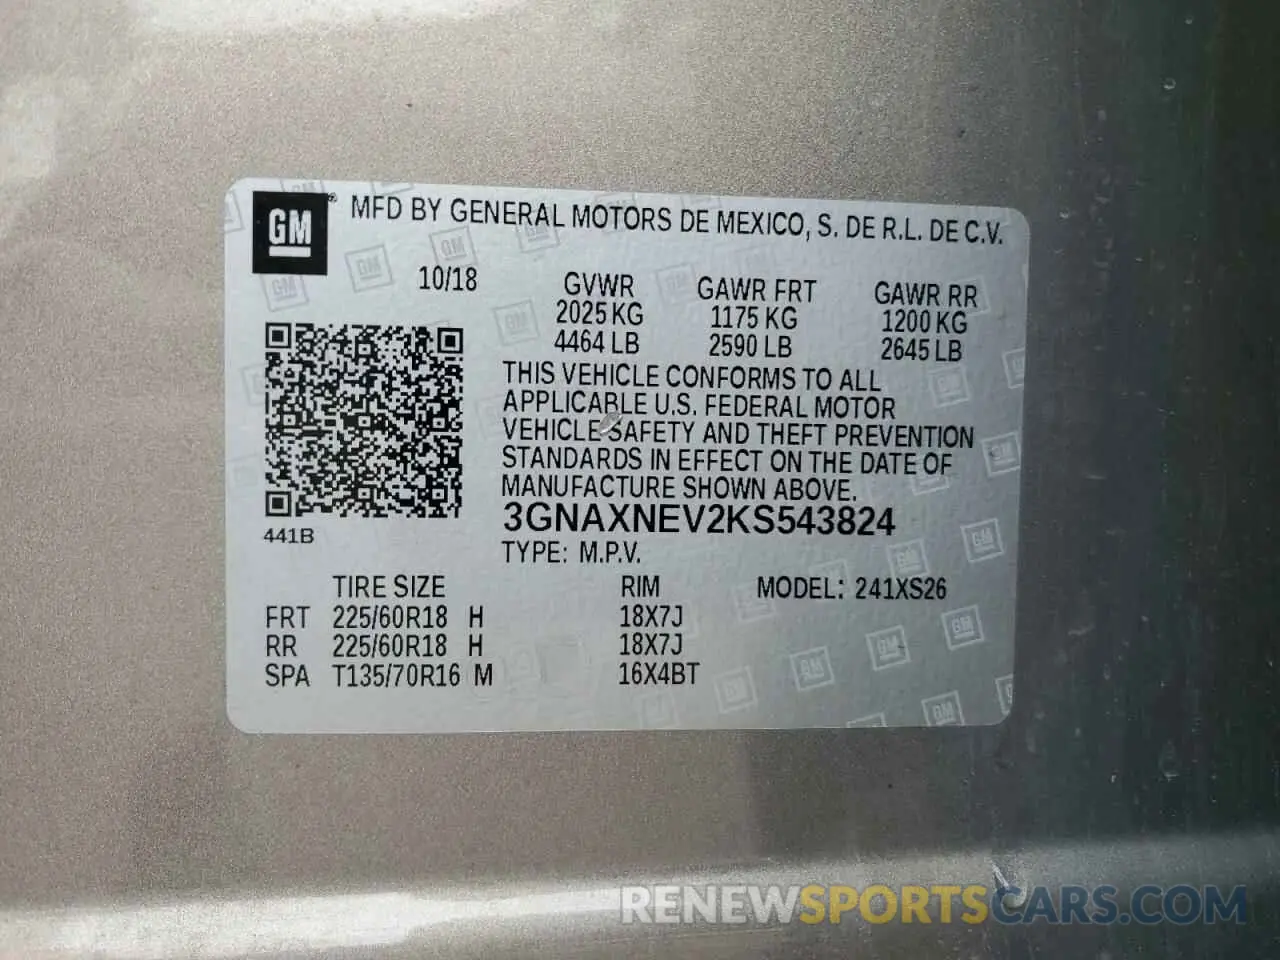 GM ® MFD BY GENERAL MOTORS DE MEXICO, S. DE R.L. DE C.V.
10/18 GVWR GAWR FRT GAWR RR
2025 KG 1175 KG 1200 KG
4464 LB 2590 LB 2645 LB
THIS VEHICLE CONFORMS TO ALL
APPLICABLE U.S. FEDERAL MOTOR
VEHICLE SAFETY AND THEFT PREVENTION
STANDARDS IN EFFECT ON THE DATE OF
MANUFACTURE SHOWN ABOVE.
3GNAXNEV2KS543824
441B
TYPE: M.P.V.
TIRE SIZE RIM MODEL: 241XS26
FRT 225/60R18 H 18X7J
RR 225/60R18 H 18X7J
SPA T135/70R16 M 16X4BT
RENEWSPORTSCARS.COM